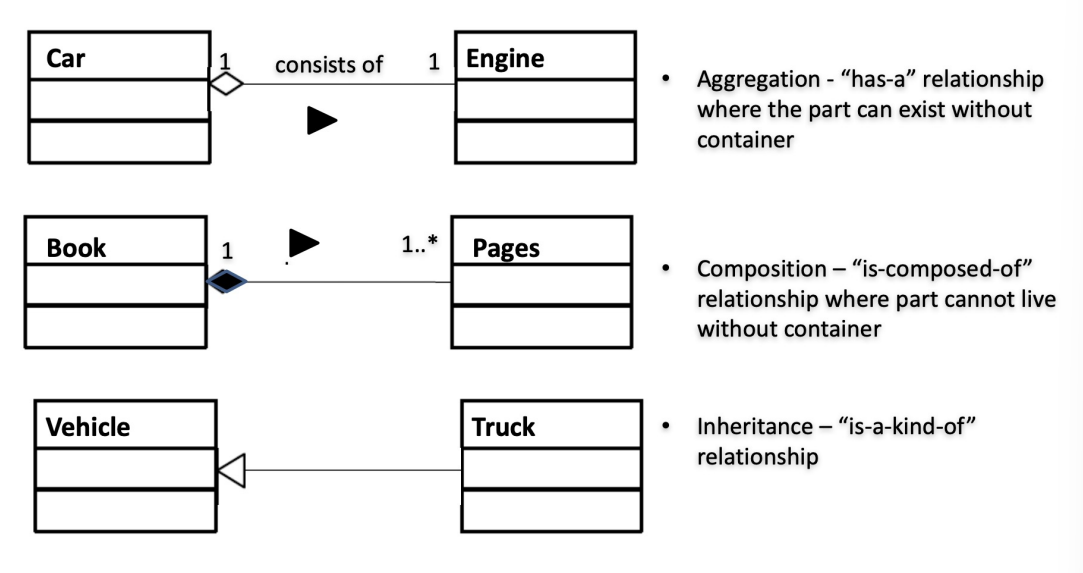 Car
1
consists of
1
Engine
• Aggregation - “has-a” relationship
where the part can exist without
container
Book
1
1..*
Pages
• Composition – “is-composed-of”
relationship where part cannot live
without container
Vehicle
Truck
• Inheritance – “is-a-kind-of”
relationship